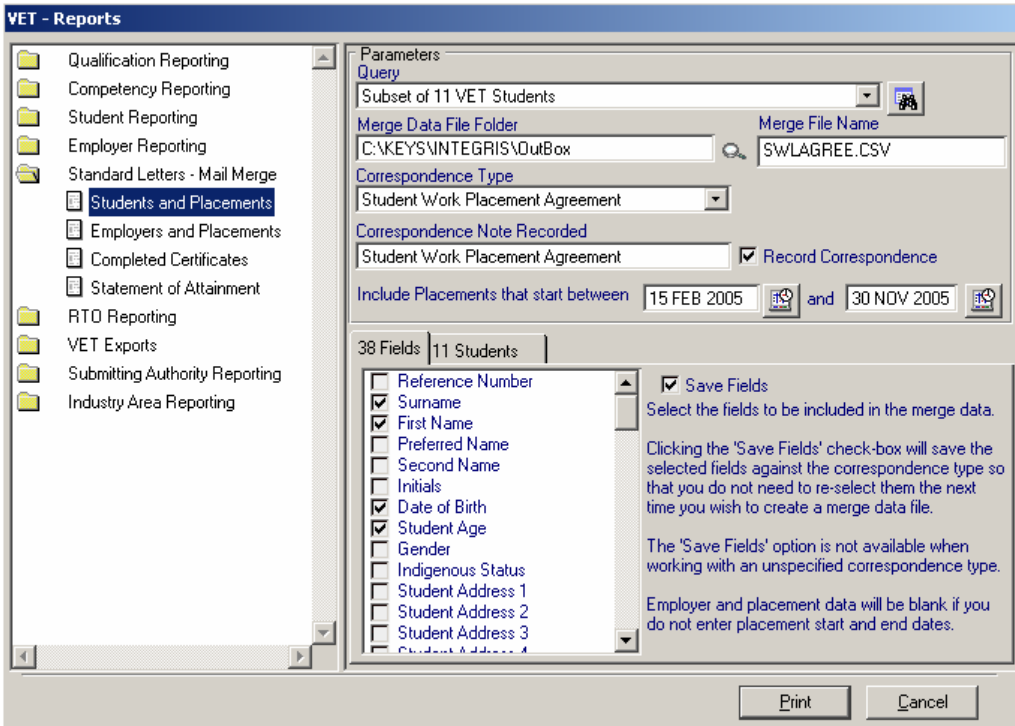 VET - Reports
Qualification Reporting
Competency Reporting
Student Reporting
Employer Reporting
Standard Letters - Mail Merge
Students and Placements
Employers and Placements
Completed Certificates
Statement of Attainment
RTO Reporting
VET Exports
Submitting Authority Reporting
Industry Area Reporting
Parameters
Query
Subset of 11 VET Students
Merge Data File Folder
Merge File Name
C:\KEYS\INTEGRIS\OutBox
SWLAGREE.CSV
Correspondence Type
Student Work Placement Agreement
Correspondence Note Recorded
Student Work Placement Agreement
Record Correspondence
Include Placements that start between 15 FEB 2005 and 30 NOV 2005
38 Fields
11 Students
Reference Number
Surname
First Name
Preferred Name
Second Name
Initials
Date of Birth
Student Age
Gender
Indigenous Status
Student Address 1
Student Address 2
Student Address 3
Student Address 4
Save Fields
Select the fields to be included in the merge data.
Clicking the 'Save Fields' check-box will save the
selected fields against the correspondence type so
that you do not need to re-select them the next
time you wish to create a merge data file.
The 'Save Fields' option is not available when
working with an unspecified correspondence type.
Employer and placement data will be blank if you
do not enter placement start and end dates.
Print
Cancel